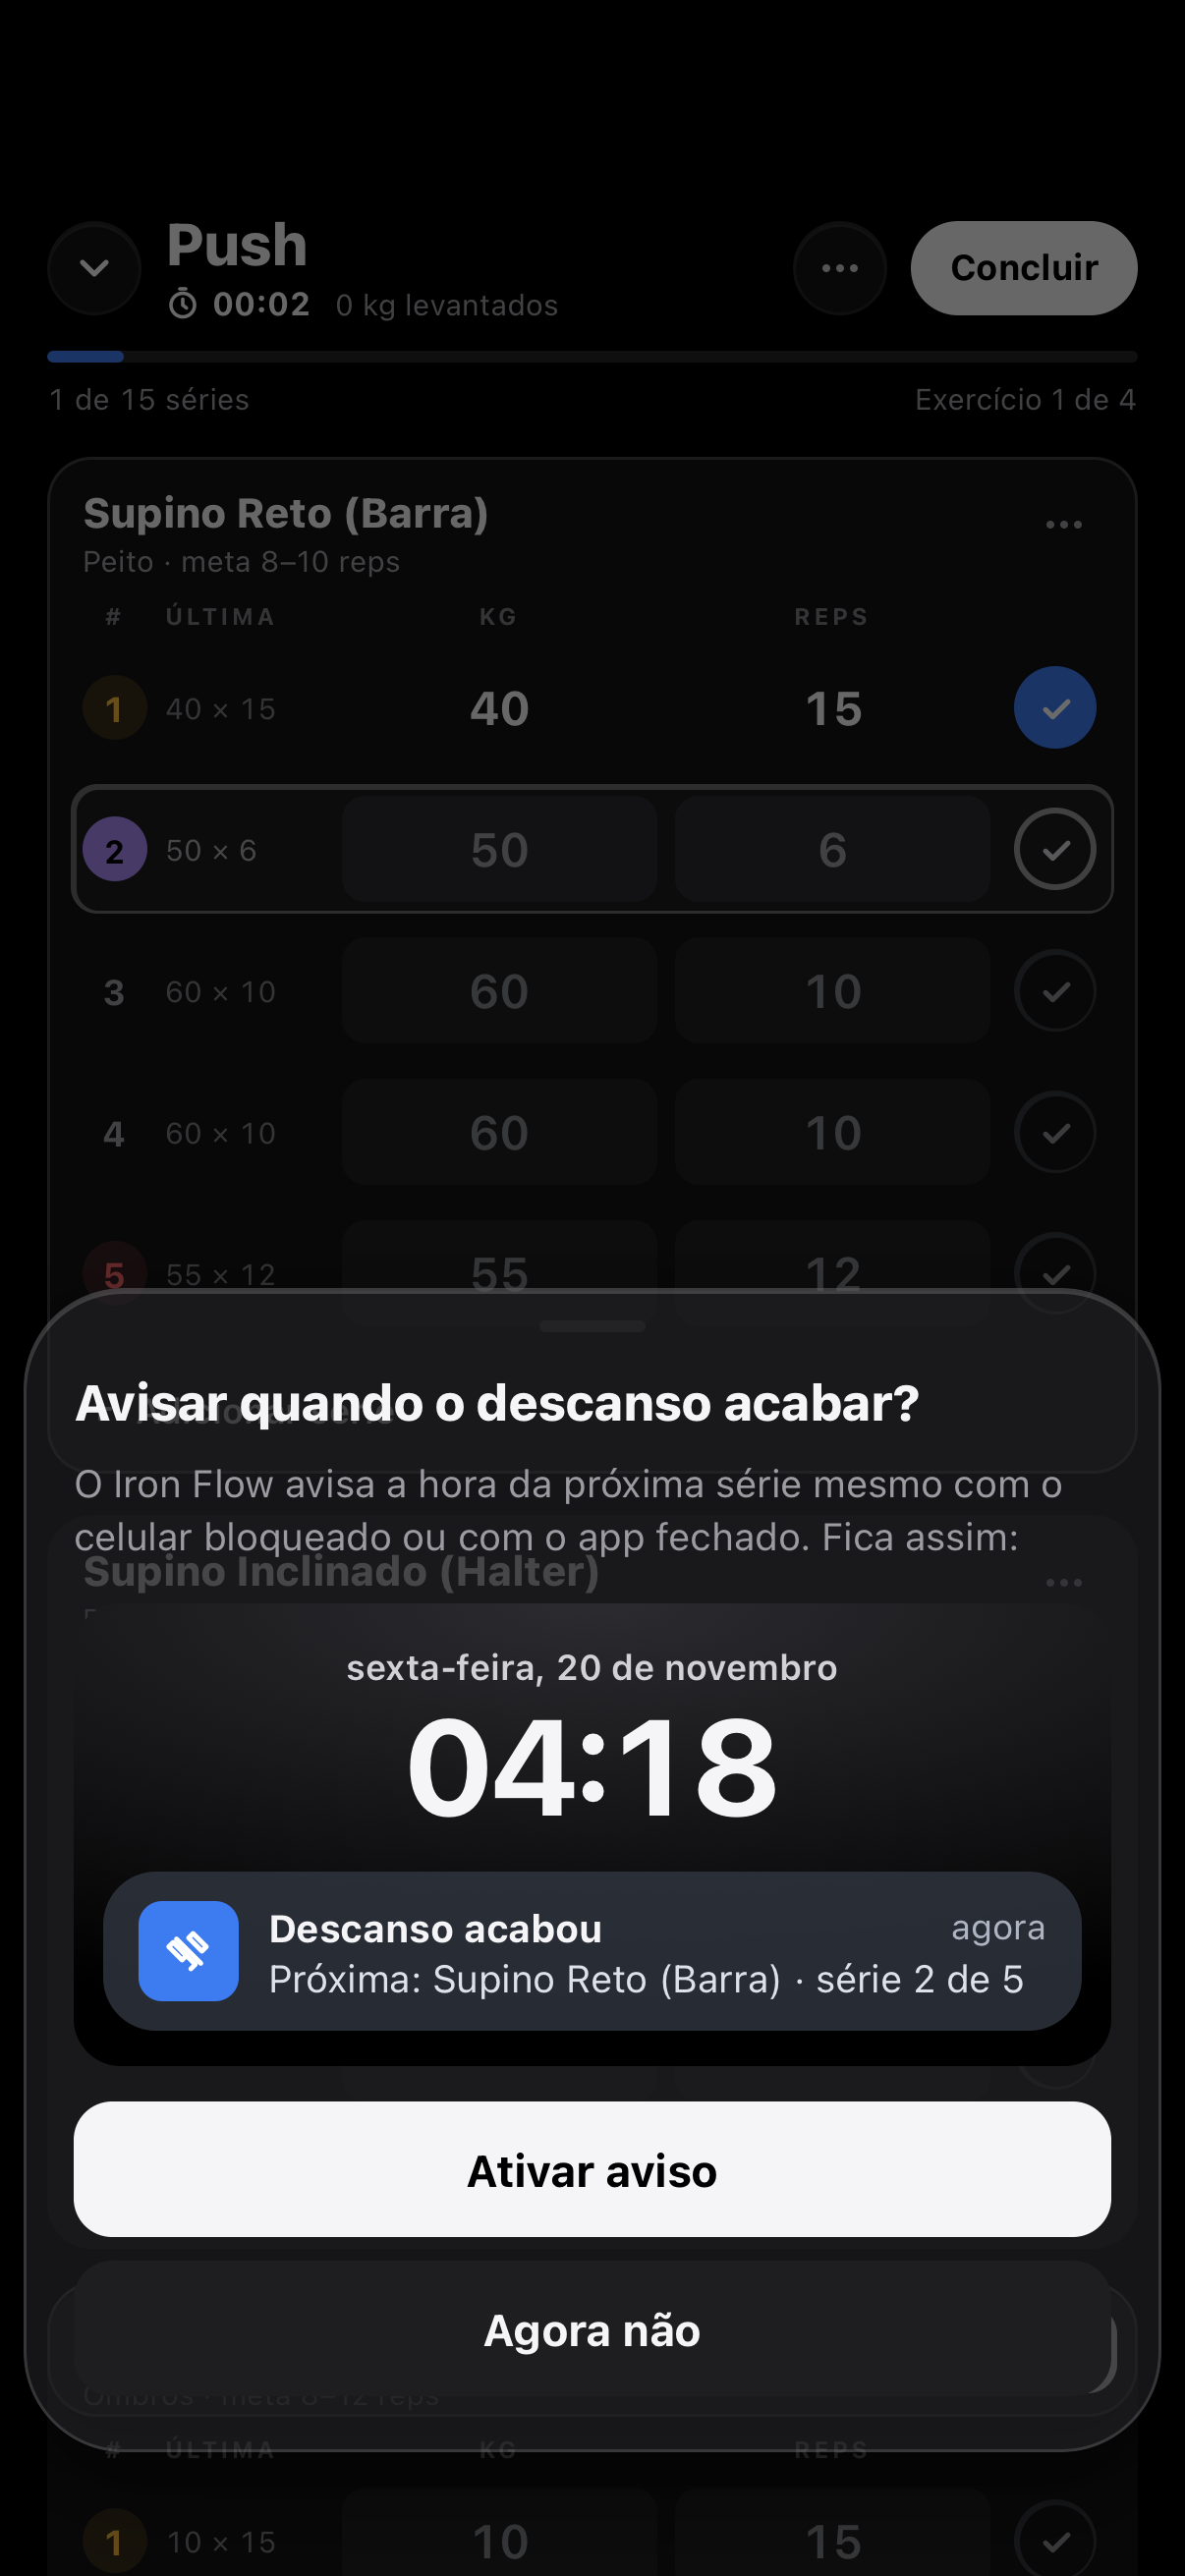 Push
Concluir
00:02 0 kg levantados
1 de 15 séries Exercício 1 de 4
Supino Reto (Barra)
Peito · meta 8–10 reps
# ÚLTIMA KG REPS
1 40 × 15 40 15
2 50 × 6 50 6
3 60 × 10 60 10
4 60 × 10 60 10
5 55 × 12 55 12
Avisar quando o descanso acabar?
O Iron Flow avisa a hora da próxima série mesmo com o
celular bloqueado ou com o app fechado. Fica assim:
Supino Inclinado (Halter)
sexta-feira, 20 de novembro
04:18
Descanso acabou agora
Próxima: Supino Reto (Barra) · série 2 de 5
Ativar aviso
Agora não
Ombros · meta 8–12 reps
# ÚLTIMA KG REPS
1 10 × 15 10 15